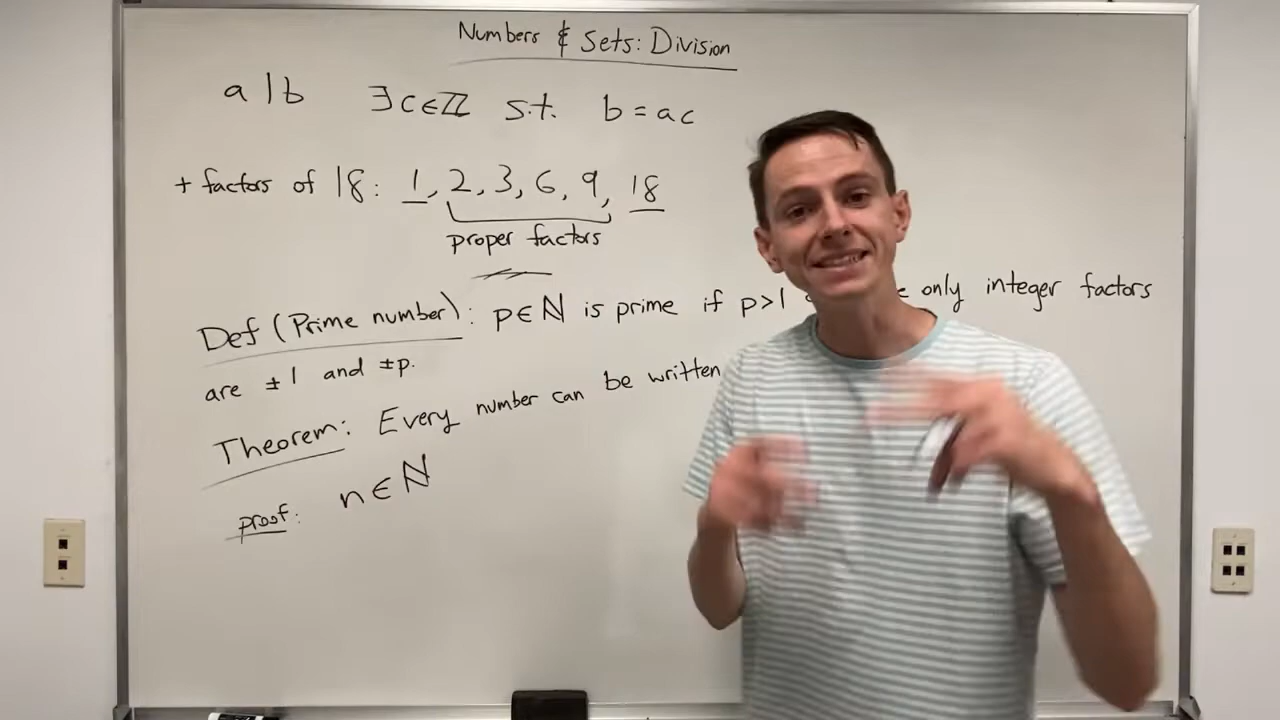 Numbers & Sets: Division
a | b ∃c∈ℤ s.t. b = ac
+ factors of 18: 1, 2, 3, 6, 9, 18
proper factors
Def (Prime number): p∈ℕ is prime if p>1 only integer factors
are ±1 and ±p.
Theorem: Every number can be written
proof: n∈ℕ